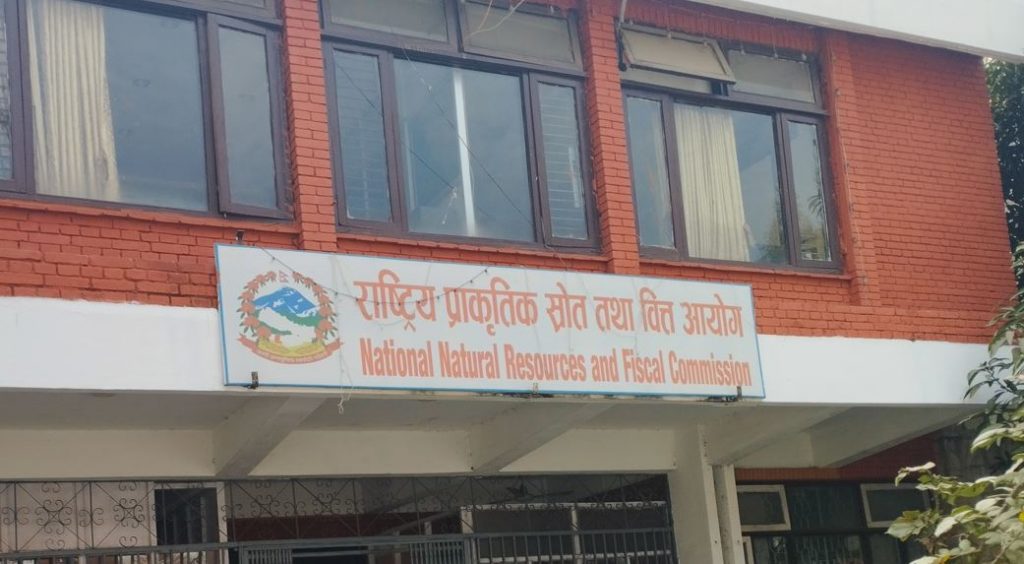 राष्ट्रिय प्राकृतिक स्रोत तथा वित्त आयोग
National Natural Resources and Fiscal Commission